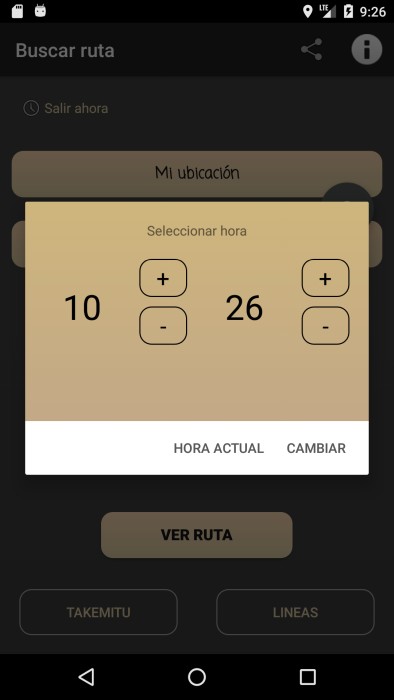 LTE 9:26
Buscar ruta
Salir ahora
Mi ubicación
Seleccionar hora
+ +
10 26
- -
HORA ACTUAL CAMBIAR
VER RUTA
TAKEMITU LINEAS